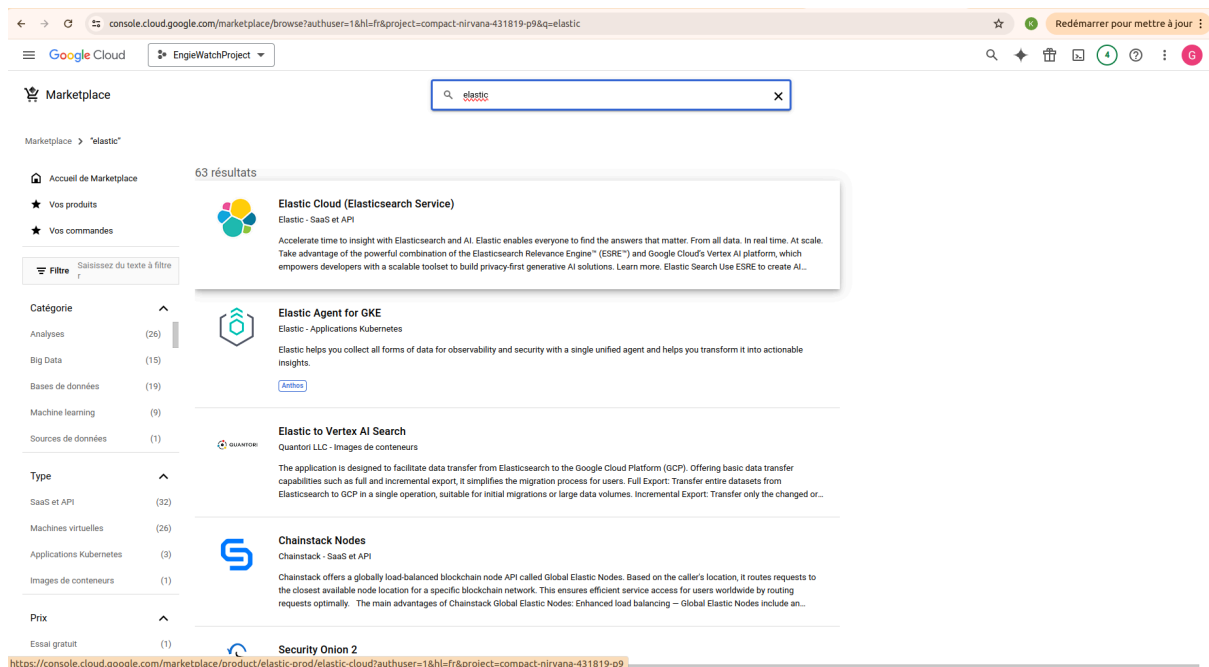 console.cloud.google.com/marketplace/browse?authuser=1&hl=fr&project=compact-nirvana-431819-p9&q=elastic
K
Redémarrer pour mettre à jour
Google Cloud
EngieWatchProject
4
G
Marketplace
elastic
Marketplace > "elastic"
63 résultats
Accueil de Marketplace
Vos produits
Vos commandes
Filtre
Saisissez du texte à filtre
r
Catégorie
Analyses (26)
Big Data (15)
Bases de données (19)
Machine learning (9)
Sources de données (1)
Type
SaaS et API (32)
Machines virtuelles (26)
Applications Kubernetes (3)
Images de conteneurs (1)
Prix
Essai gratuit (1)
Elastic Cloud (Elasticsearch Service)
Elastic - SaaS et API
Accelerate time to insight with Elasticsearch and AI. Elastic enables everyone to find the answers that matter. From all data. In real time. At scale.
Take advantage of the powerful combination of the Elasticsearch Relevance Engine™ (ESRE™) and Google Cloud's Vertex AI platform, which
empowers developers with a scalable toolset to build privacy-first generative AI solutions. Learn more. Elastic Search Use ESRE to create AI...
Elastic Agent for GKE
Elastic - Applications Kubernetes
Elastic helps you collect all forms of data for observability and security with a single unified agent and helps you transform it into actionable
insights.
Anthos
QUANTORI
Elastic to Vertex AI Search
Quantori LLC - Images de conteneurs
The application is designed to facilitate data transfer from Elasticsearch to the Google Cloud Platform (GCP). Offering basic data transfer
capabilities such as full and incremental export, it simplifies the migration process for users. Full Export: Transfer entire datasets from
Elasticsearch to GCP in a single operation, suitable for initial migrations or large data volumes. Incremental Export: Transfer only the changed or...
Chainstack Nodes
Chainstack - SaaS et API
Chainstack offers a globally load-balanced blockchain node API called Global Elastic Nodes. Based on the caller's location, it routes requests to
the closest available node location for a specific blockchain network. This ensures efficient service access for users worldwide by routing
requests optimally. The main advantages of Chainstack Global Elastic Nodes: Enhanced load balancing — Global Elastic Nodes include an...
Security Onion 2
https://console.cloud.google.com/marketplace/product/elastic-prod/elastic-cloud?authuser=1&hl=fr&project=compact-nirvana-431819-p9